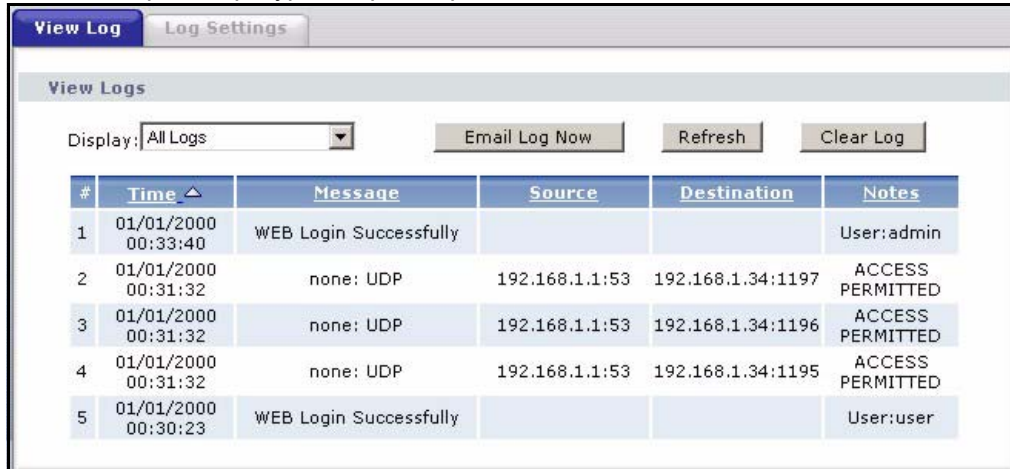 View Log
Log Settings
View Logs
Display: All Logs
Email Log Now
Refresh
Clear Log
# Time Message Source Destination Notes
1 01/01/2000 00:33:40 WEB Login Successfully User:admin
2 01/01/2000 00:31:32 none: UDP 192.168.1.1:53 192.168.1.34:1197 ACCESS PERMITTED
3 01/01/2000 00:31:32 none: UDP 192.168.1.1:53 192.168.1.34:1196 ACCESS PERMITTED
4 01/01/2000 00:31:32 none: UDP 192.168.1.1:53 192.168.1.34:1195 ACCESS PERMITTED
5 01/01/2000 00:30:23 WEB Login Successfully User:user